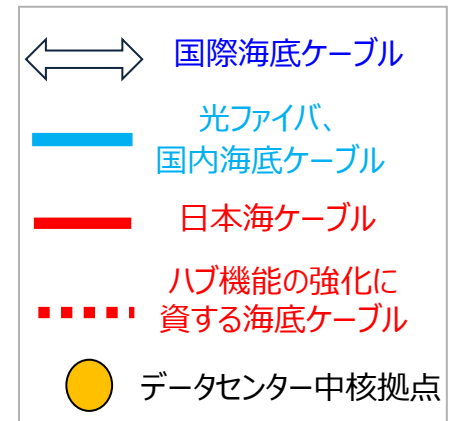 国際海底ケーブル
光ファイバ、
国内海底ケーブル
日本海ケーブル
ハブ機能の強化に
資する海底ケーブル
データセンター中核拠点